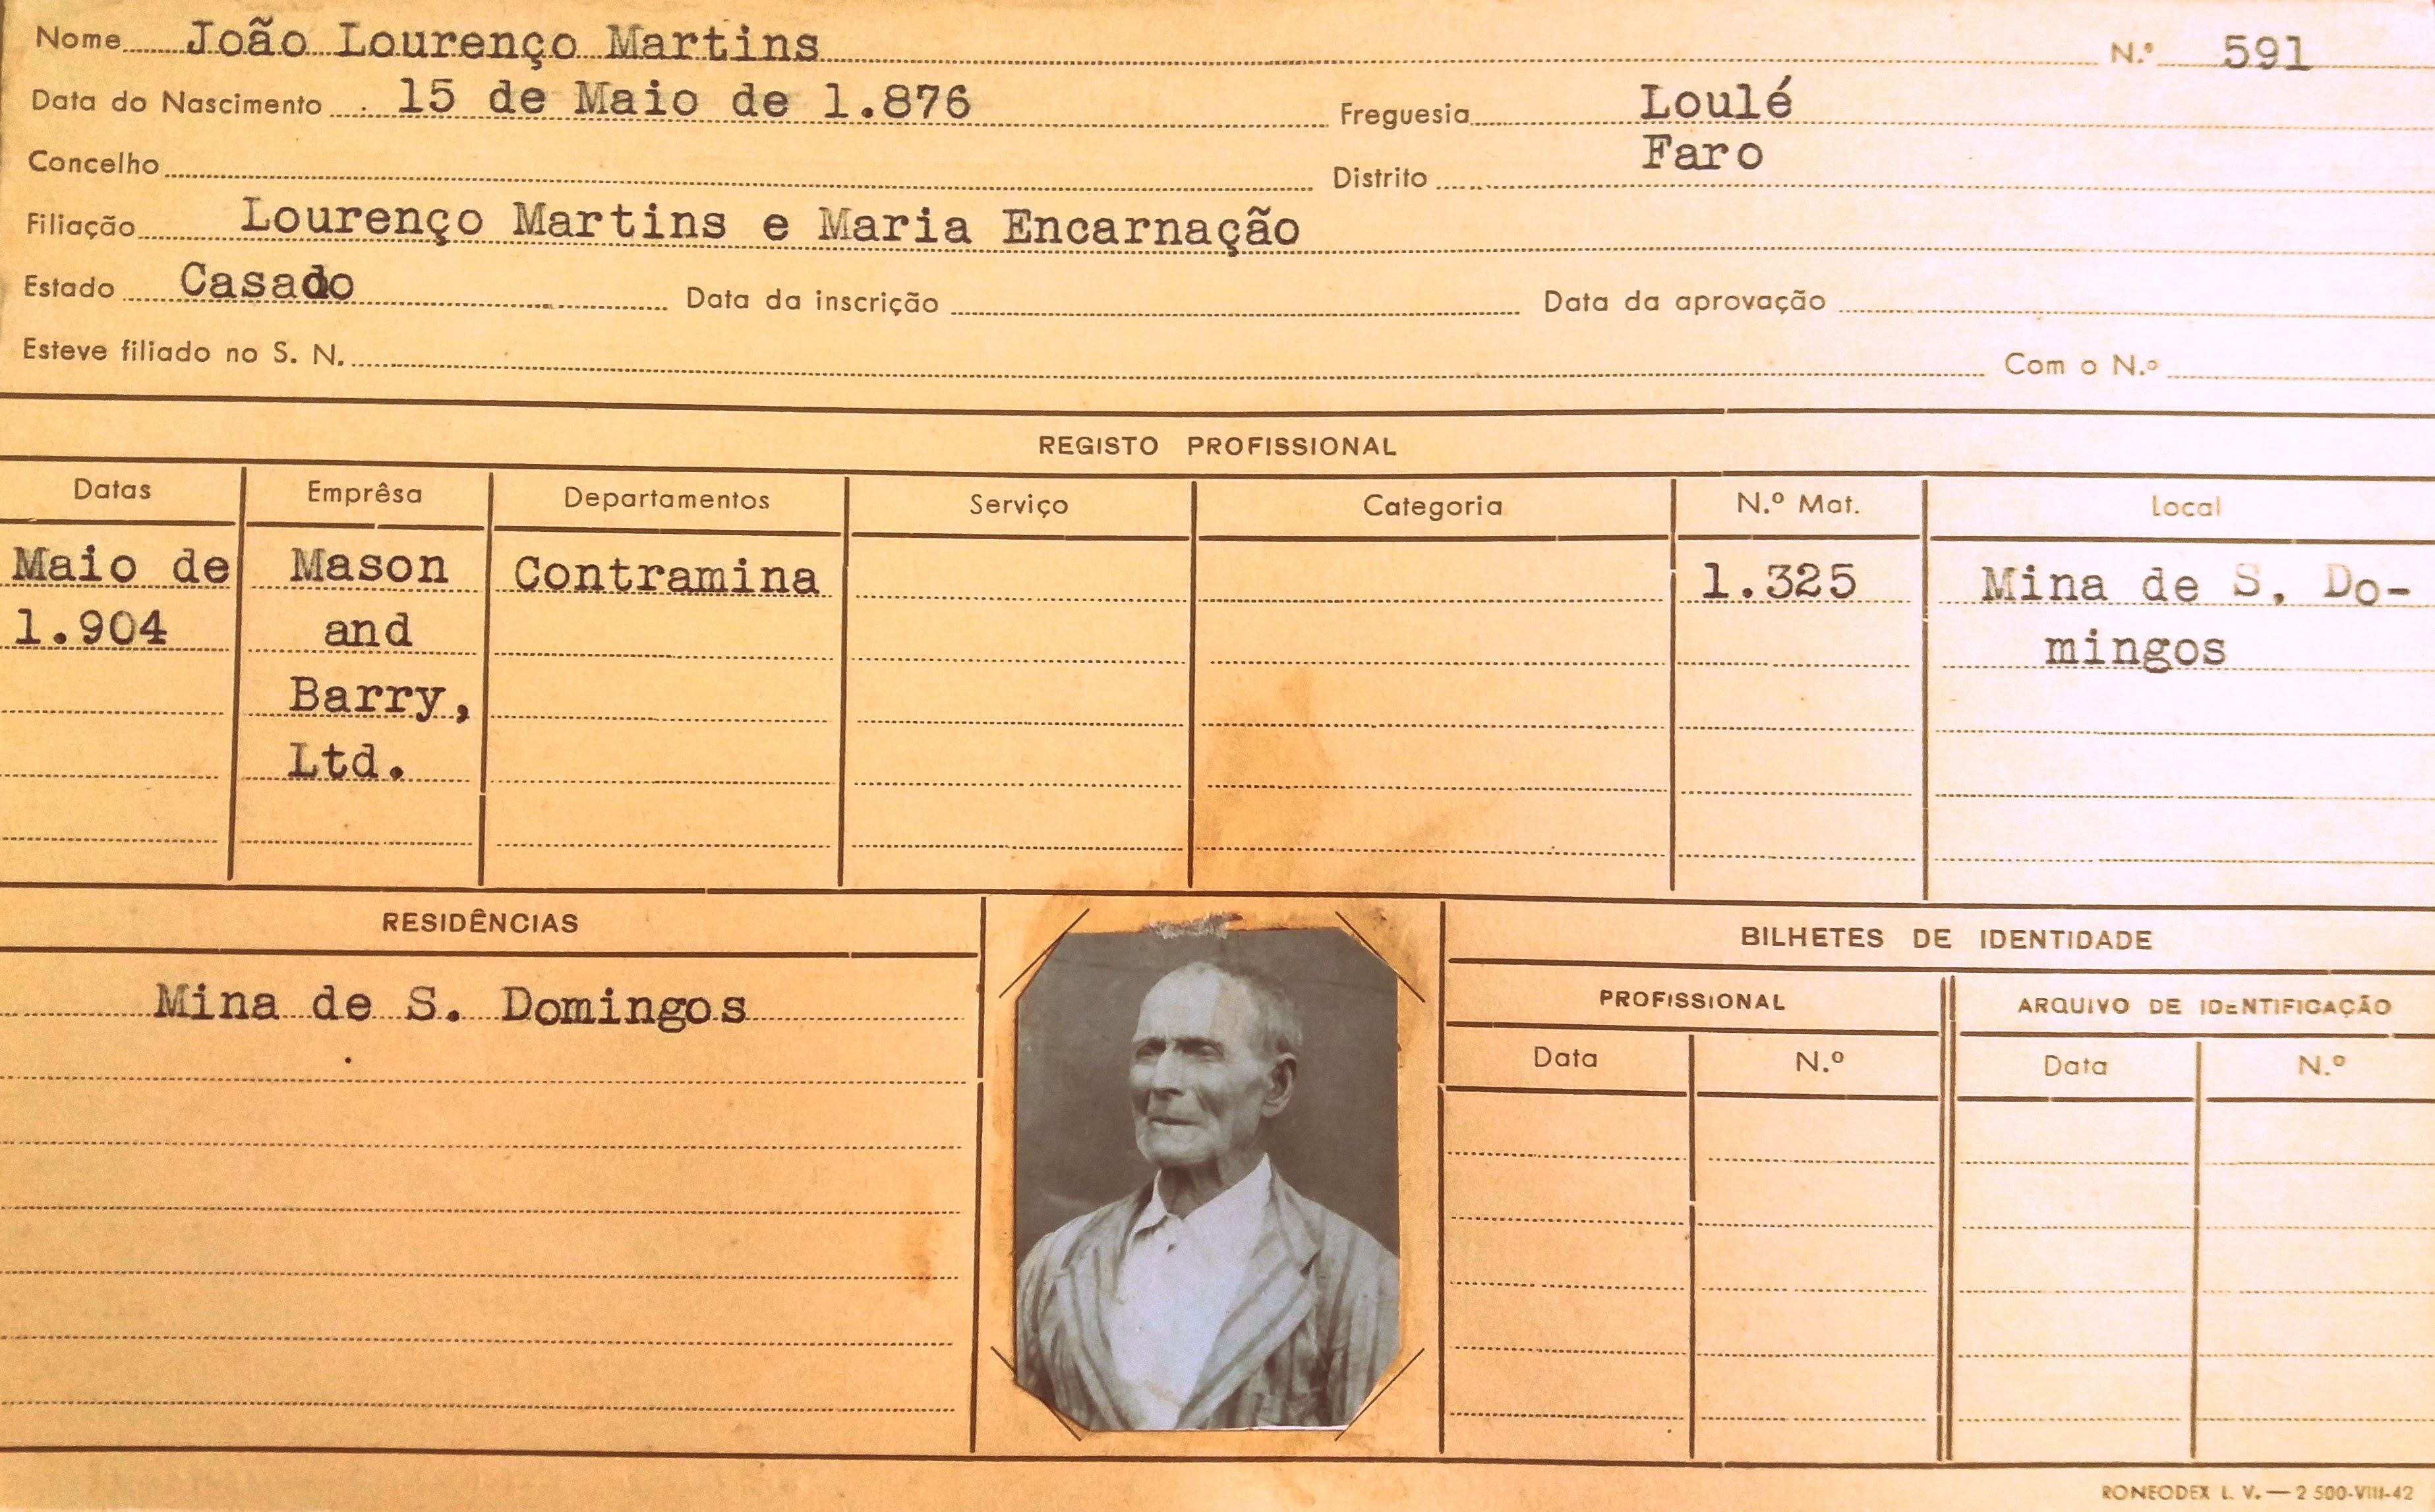 Nome João Lourenço Martins N.º 591
Data do Nascimento 15 de Maio de 1.876 Freguesia Loulé
Concelho Distrito Faro
Filiação Lourenço Martins e Maria Encarnação
Estado Casado Data da inscrição Data da aprovação
Esteve filiado no S. N. Com o N.º
REGISTO PROFISSIONAL
Datas Emprêsa Departamentos Serviço Categoria N.º Mat. Local
Maio de Mason Contramina 1.325 Mina de S. Do-
1.904 and mingos
Barry,
Ltd.
RESIDÊNCIAS
Mina de S. Domingos
BILHETES DE IDENTIDADE
PROFISSIONAL ARQUIVO DE IDENTIFICAÇÃO
Data N.º Data N.º
RONEODEX L. V. — 2 500-VIII-42